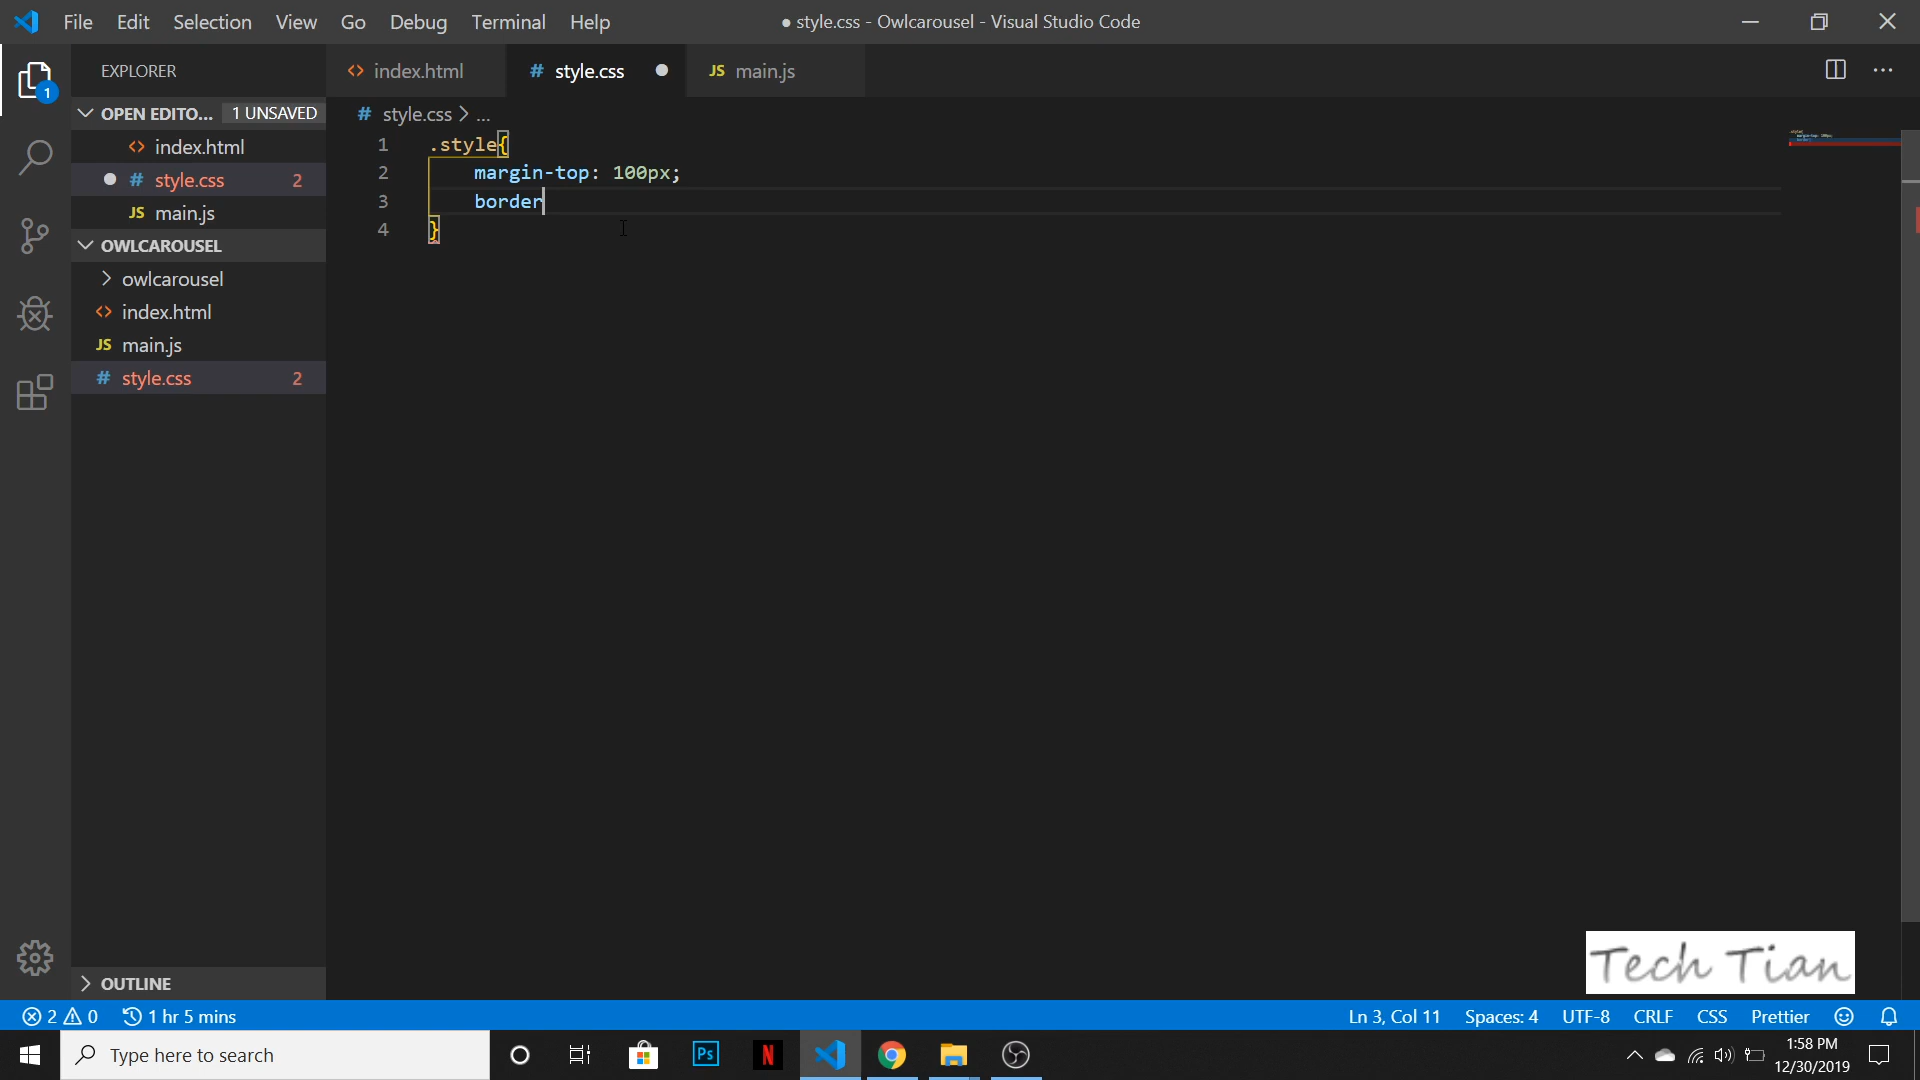 File Edit Selection View Go Debug Terminal Help
● style.css - Owlcarousel - Visual Studio Code
EXPLORER
OPEN EDITO... 1 UNSAVED
<> index.html
# style.css 2
JS main.js
OWLCAROUSEL
> owlcarousel
<> index.html
JS main.js
# style.css 2
OUTLINE
1
<> index.html # style.css ● JS main.js
# style.css > ...
1 .style{
2 margin-top: 100px;
3 border
4 }
Tech Tian
2 0 1 hr 5 mins
Ln 3, Col 11 Spaces: 4 UTF-8 CRLF CSS Prettier
Type here to search
Ps
N
1:58 PM
12/30/2019